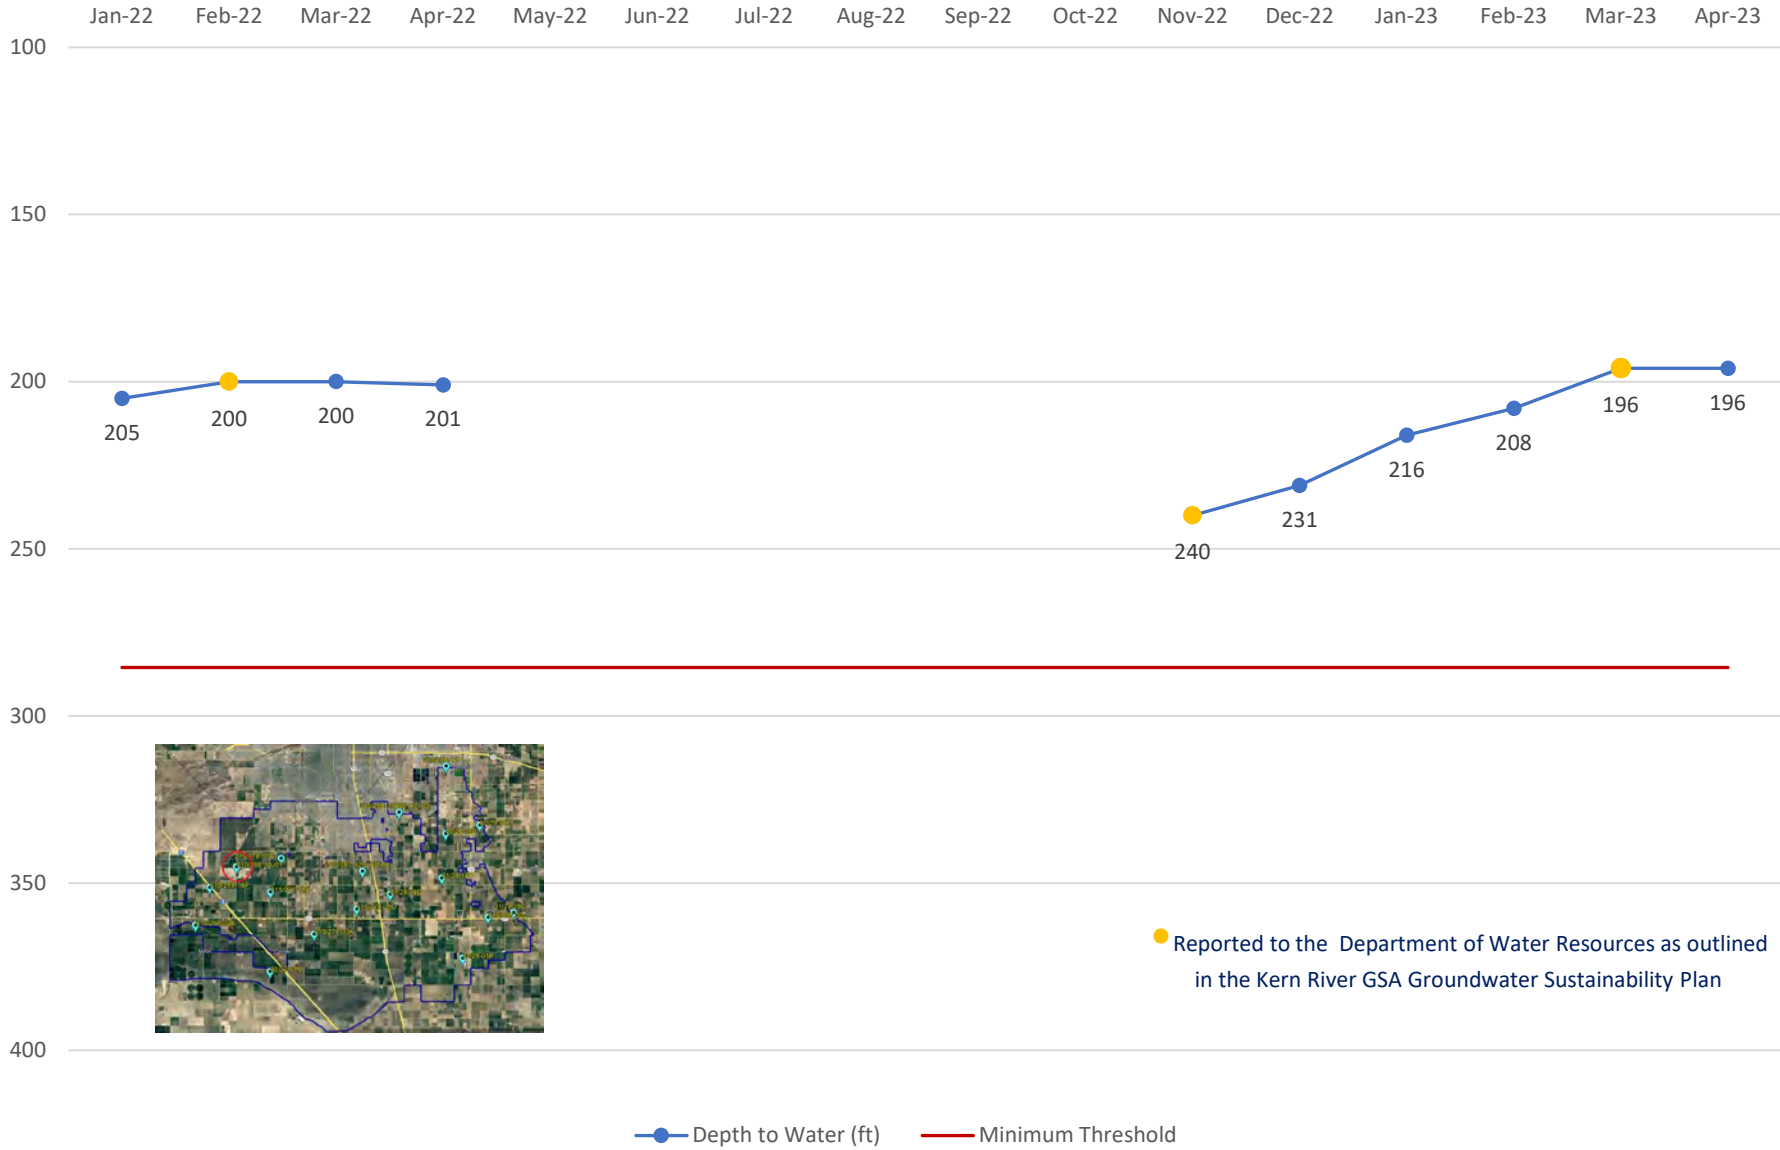 Jan-22 Feb-22 Mar-22 Apr-22 May-22 Jun-22 Jul-22 Aug-22 Sep-22 Oct-22 Nov-22 Dec-22 Jan-23 Feb-23 Mar-23 Apr-23
100
150
200
205 200 200 201
196 196
208
216
231
240
250
300
350
400
Reported to the Department of Water Resources as outlined
in the Kern River GSA Groundwater Sustainability Plan
Depth to Water (ft) Minimum Threshold